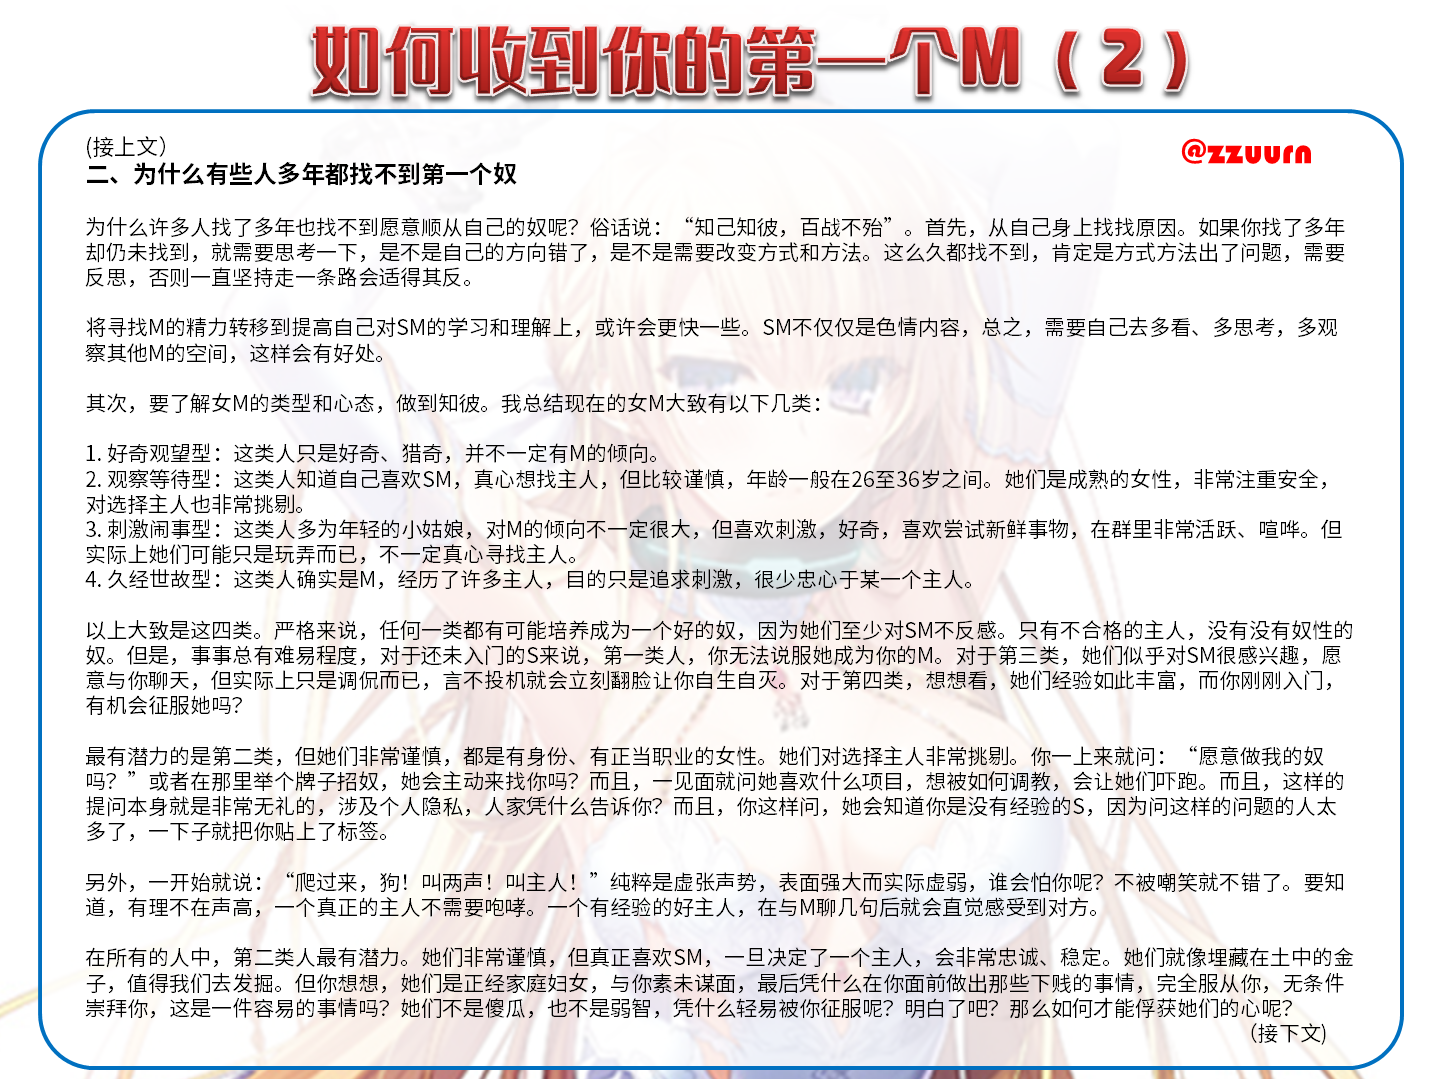 如何收到你的第一个M（2）
@zzuurn
(接上文）
二、为什么有些人多年都找不到第一个奴
为什么许多人找了多年也找不到愿意顺从自己的奴呢？俗话说：“知己知彼，百战不殆”。首先，从自己身上找找原因。如果你找了多年
却仍未找到，就需要思考一下，是不是自己的方向错了，是不是需要改变方式和方法。这么久都找不到，肯定是方式方法出了问题，需要
反思，否则一直坚持走一条路会适得其反。
将寻找M的精力转移到提高自己对SM的学习和理解上，或许会更快一些。SM不仅仅是色情内容，总之，需要自己去多看、多思考，多观
察其他M的空间，这样会有好处。
其次，要了解女M的类型和心态，做到知彼。我总结现在的女M大致有以下几类：
1. 好奇观望型：这类人只是好奇、猎奇，并不一定有M的倾向。
2. 观察等待型：这类人知道自己喜欢SM，真心想找主人，但比较谨慎，年龄一般在26至36岁之间。她们是成熟的女性，非常注重安全，
对选择主人也非常挑剔。
3. 刺激闹事型：这类人多为年轻的小姑娘，对M的倾向不一定很大，但喜欢刺激，好奇，喜欢尝试新鲜事物，在群里非常活跃、喧哗。但
实际上她们可能只是玩弄而已，不一定真心寻找主人。
4. 久经世故型：这类人确实是M，经历了许多主人，目的只是追求刺激，很少忠心于某一个主人。
以上大致是这四类。严格来说，任何一类都有可能培养成为一个好的奴，因为她们至少对SM不反感。只有不合格的主人，没有没有奴性的
奴。但是，事事总有难易程度，对于还未入门的S来说，第一类人，你无法说服她成为你的M。对于第三类，她们似乎对SM很感兴趣，愿
意与你聊天，但实际上只是调侃而已，言不投机就会立刻翻脸让你自生自灭。对于第四类，想想看，她们经验如此丰富，而你刚刚入门，
有机会征服她吗？
最有潜力的是第二类，但她们非常谨慎，都是有身份、有正当职业的女性。她们对选择主人非常挑剔。你一上来就问：“愿意做我的奴
吗？”或者在那里举个牌子招奴，她会主动来找你吗？而且，一见面就问她喜欢什么项目，想被如何调教，会让她们吓跑。而且，这样的
提问本身就是非常无礼的，涉及个人隐私，人家凭什么告诉你？而且，你这样问，她会知道你是没有经验的S，因为问这样的问题的人太
多了，一下子就把你贴上了标签。
另外，一开始就说：“爬过来，狗！叫两声！叫主人！”纯粹是虚张声势，表面强大而实际虚弱，谁会怕你呢？不被嘲笑就不错了。要知
道，有理不在声高，一个真正的主人不需要咆哮。一个有经验的好主人，在与M聊几句后就会直觉感受到对方。
在所有的人中，第二类人最有潜力。她们非常谨慎，但真正喜欢SM，一旦决定了一个主人，会非常忠诚、稳定。她们就像埋藏在土中的金
子，值得我们去发掘。但你想想，她们是正经家庭妇女，与你素未谋面，最后凭什么在你面前做出那些下贱的事情，完全服从你，无条件
崇拜你，这是一件容易的事情吗？她们不是傻瓜，也不是弱智，凭什么轻易被你征服呢？明白了吧？那么如何才能俘获她们的心呢？
（接下文)